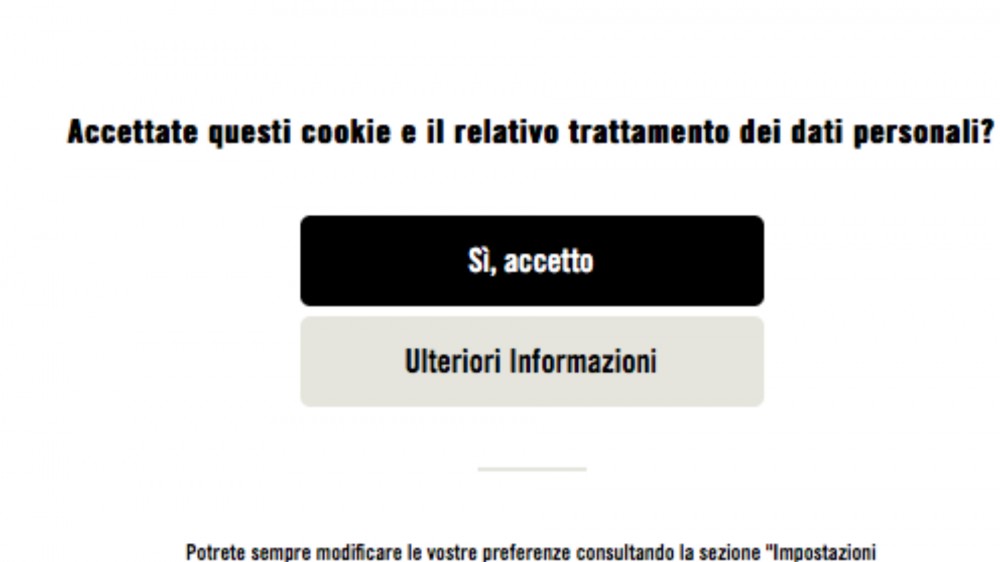 Accettate questi cookie e il relativo trattamento dei dati personali?
Sì, accetto
Ulteriori Informazioni
Potrete sempre modificare le vostre preferenze consultando la sezione "Impostazioni